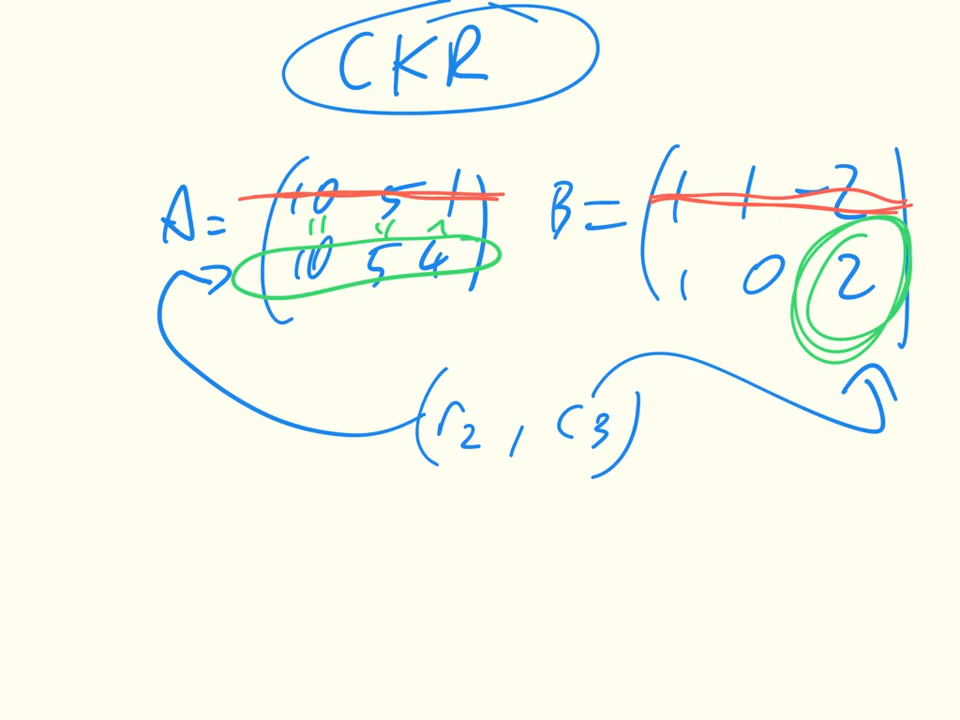 CKR
A = ( 10 5 1 ) B = ( 1 1 -2 )
" " ^
( 10 5 4 ) ( 1 0 2 )
(r2, c3)